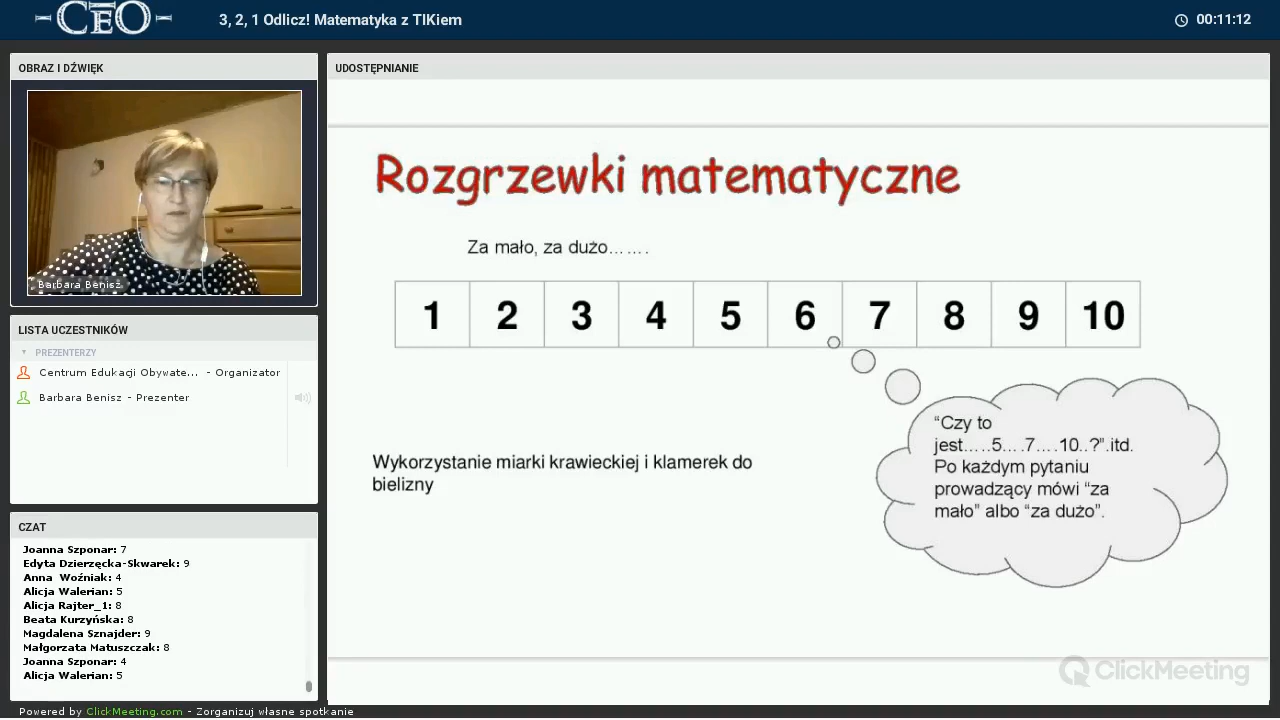 CEO
3, 2, 1 Odlicz! Matematyka z TIKiem
00:11:12
OBRAZ I DŹWIĘK
Barbara Benisz
LISTA UCZESTNIKÓW
PREZENTERZY
Centrum Edukacji Obywate... - Organizator
Barbara Benisz - Prezenter
CZAT
Joanna Szponar: 7
Edyta Dzierzęcka-Skwarek: 9
Anna Woźniak: 4
Alicja Walerian: 5
Alicja Rajter_1: 8
Beata Kurzyńska: 8
Magdalena Sznajder: 9
Małgorzata Matuszczak: 8
Joanna Szponar: 4
Alicja Walerian: 5
UDOSTĘPNIANIE
Rozgrzewki matematyczne
Za mało, za dużo.......
1 2 3 4 5 6 7 8 9 10
“Czy to
jest.....5....7....10..?”.itd.
Po każdym pytaniu
prowadzący mówi “za
mało” albo “za dużo”.
Wykorzystanie miarki krawieckiej i klamerek do
bielizny
ClickMeeting
Powered by ClickMeeting.com - Zorganizuj własne spotkanie